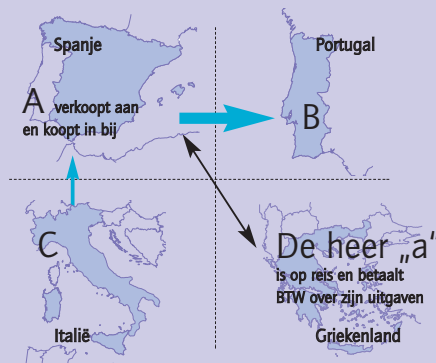 Spanje
A verkoopt aan
en koopt in bij
Portugal
B
C
Italië
De heer „a“
is op reis en betaalt
BTW over zijn uitgaven
Griekenland